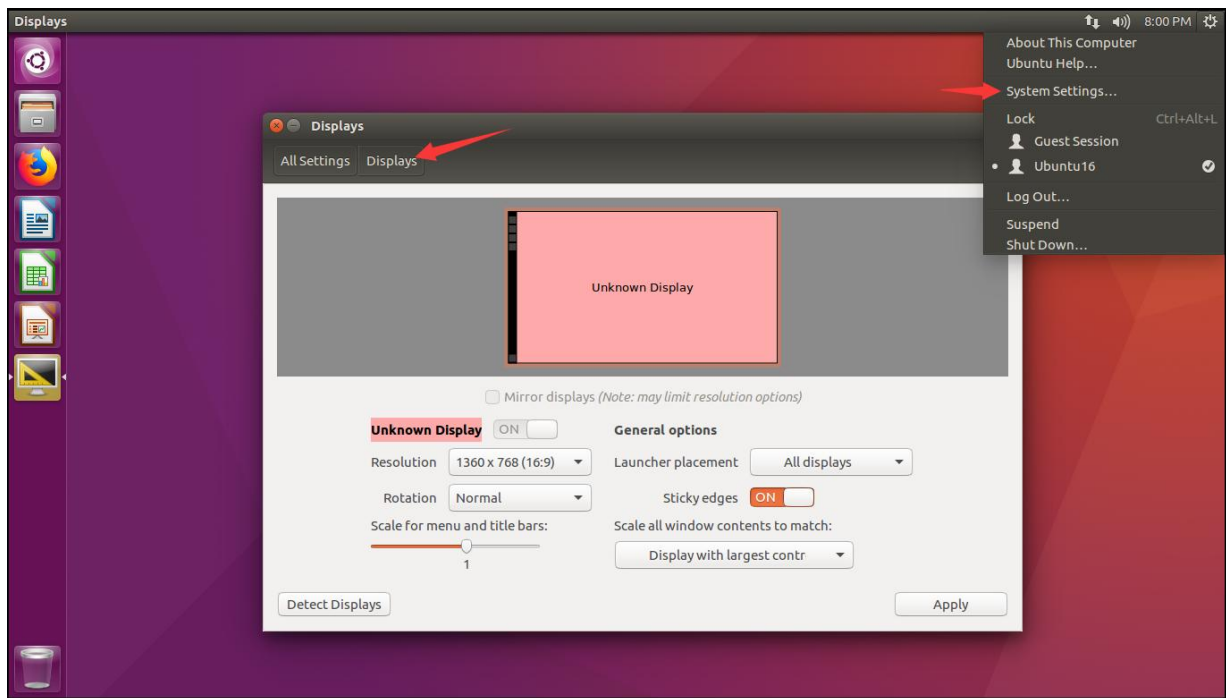 Displays
8:00 PM
About This Computer
Ubuntu Help...
System Settings...
Lock Ctrl+Alt+L
Guest Session
Ubuntu16
Log Out...
Suspend
Shut Down...
Displays
All Settings Displays
Unknown Display
Mirror displays (Note: may limit resolution options)
Unknown Display ON
General options
Resolution 1360 x 768 (16:9)
Launcher placement All displays
Rotation Normal
Sticky edges ON
Scale for menu and title bars:
1
Scale all window contents to match:
Display with largest contr
Detect Displays
Apply